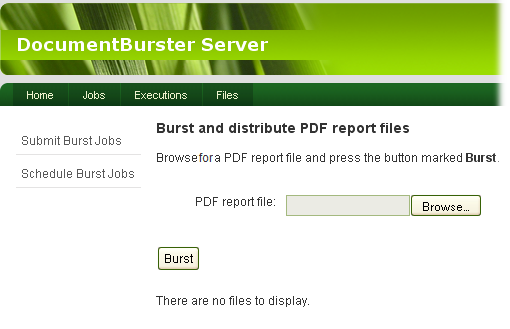 DocumentBurster Server
Home Jobs Executions Files
Submit Burst Jobs
Schedule Burst Jobs
Burst and distribute PDF report files
Browsefora PDF report file and press the button marked Burst.
PDF report file: Browse...
Burst
There are no files to display.